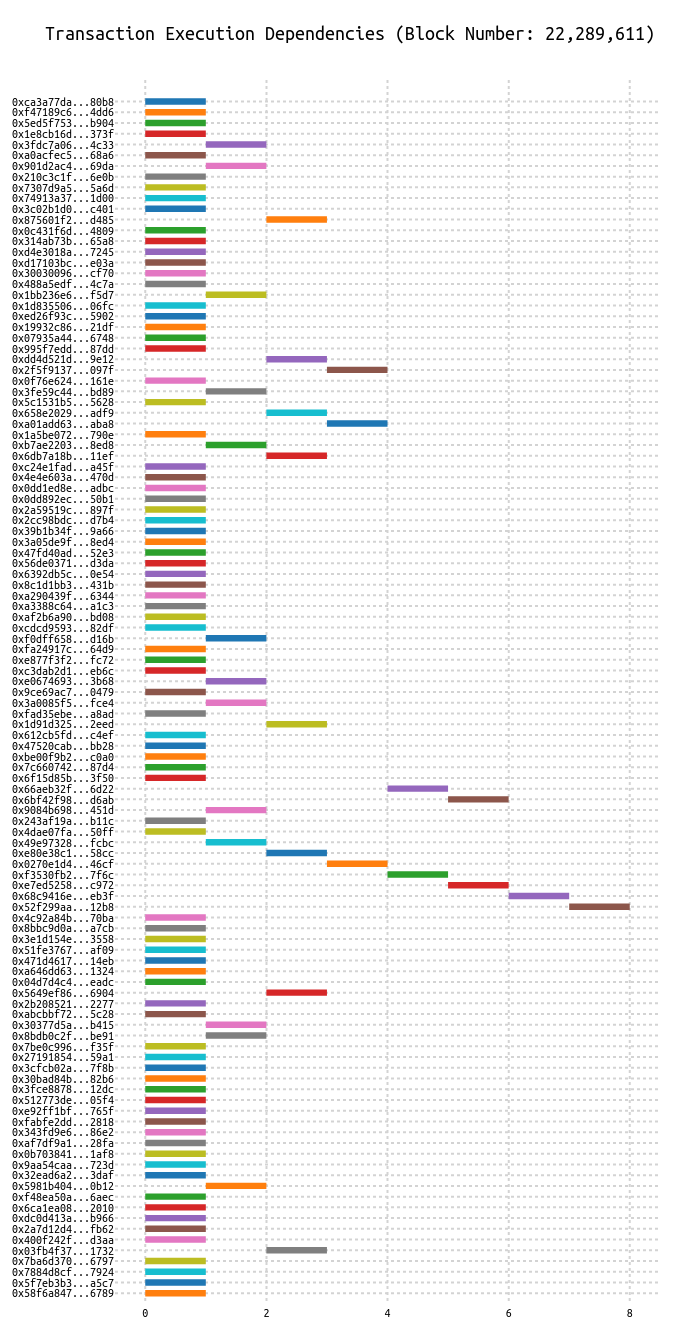 Transaction Execution Dependencies (Block Number: 22,289,611)
0xca3a77da...80b8
0xf47189c6...4dd6
0x5ed5f753...b904
0x1e8cb16d...373f
0x3fdc7a06...4c33
0xa0acfec5...68a6
0x901d2ac4...69da
0x210c3c1f...6e0b
0x7307d9a5...5a6d
0x74913a37...1d00
0x3c02b1d0...c401
0x875601f2...d485
0x0c431f6d...4809
0x314ab73b...65a8
0xd4e3018a...7245
0xd17103bc...e03a
0x30030096...cf70
0x488a5edf...4c7a
0x1bb236e6...f5d7
0x1d835506...06fc
0xed26f93c...5902
0x19932c86...21df
0x07935a44...6748
0x995f7edd...87dd
0xdd4d521d...9e12
0x2f5f9137...097f
0x0f76e624...161e
0x3fe59c44...bd89
0x5c1531b5...5628
0x658e2029...adf9
0xa01add63...aba8
0x1a5be072...790e
0xb7ae2203...8ed8
0x6db7a18b...11ef
0xc24e1fad...a45f
0x4e4e603a...470d
0x0dd1ed8e...adbc
0x0dd892ec...50b1
0x2a59519c...897f
0x2cc98bdc...d7b4
0x39b1b34f...9a66
0x3a05de9f...8ed4
0x47fd40ad...52e3
0x56de0371...d3da
0x6392db5c...0e54
0x8c1d1bb3...431b
0xa290439f...6344
0xa3388c64...a1c3
0xaf2b6a90...bd08
0xcdcd9593...82df
0xf0dff658...d16b
0xfa24917c...64d9
0xe877f3f2...fc72
0xc3dab2d1...eb6c
0xe0674693...3b68
0x9ce69ac7...0479
0x3a0085f5...fce4
0xfad35ebe...a8ad
0x1d91d325...2eed
0x612cb5fd...c4ef
0x47520cab...bb28
0xbe00f9b2...c0a0
0x7c660742...87d4
0x6f15d85b...3f50
0x66aeb32f...6d22
0x6bf42f98...d6ab
0x9084b698...451d
0x243af19a...b11c
0x4dae07fa...50ff
0x49e97328...fcbc
0xe80e38c1...58cc
0x0270e1d4...46cf
0xf3530fb2...7f6c
0xe7ed5258...c972
0x68c9416e...eb3f
0x52f299aa...12b8
0x4c92a84b...70ba
0x8bbc9d0a...a7cb
0x3e1d154e...3558
0x51fe3767...af09
0x471d4617...14eb
0xa646dd63...1324
0x04d7d4c4...eadc
0x5649ef86...6904
0x2b208521...2277
0xabcbbf72...5c28
0x30377d5a...b415
0x8bdb0c2f...be91
0x7be0c996...f35f
0x27191854...59a1
0x3cfcb02a...7f8b
0x30bad84b...82b6
0x3fce8878...12dc
0x512773de...05f4
0xe92ff1bf...765f
0xfabfe2dd...2818
0x343fd9e6...86e2
0xaf7df9a1...28fa
0x0b703841...1af8
0x9aa54caa...723d
0x32ead6a2...3daf
0x5981b404...0b12
0xf48ea50a...6aec
0x6ca1ea08...2010
0xdc0d413a...b966
0x2a7d12d4...fb62
0x400f242f...d3aa
0x03fb4f37...1732
0x7ba6d370...6797
0x7884d8cf...7924
0x5f7eb3b3...a5c7
0x58f6a847...6789
0 2 4 6 8